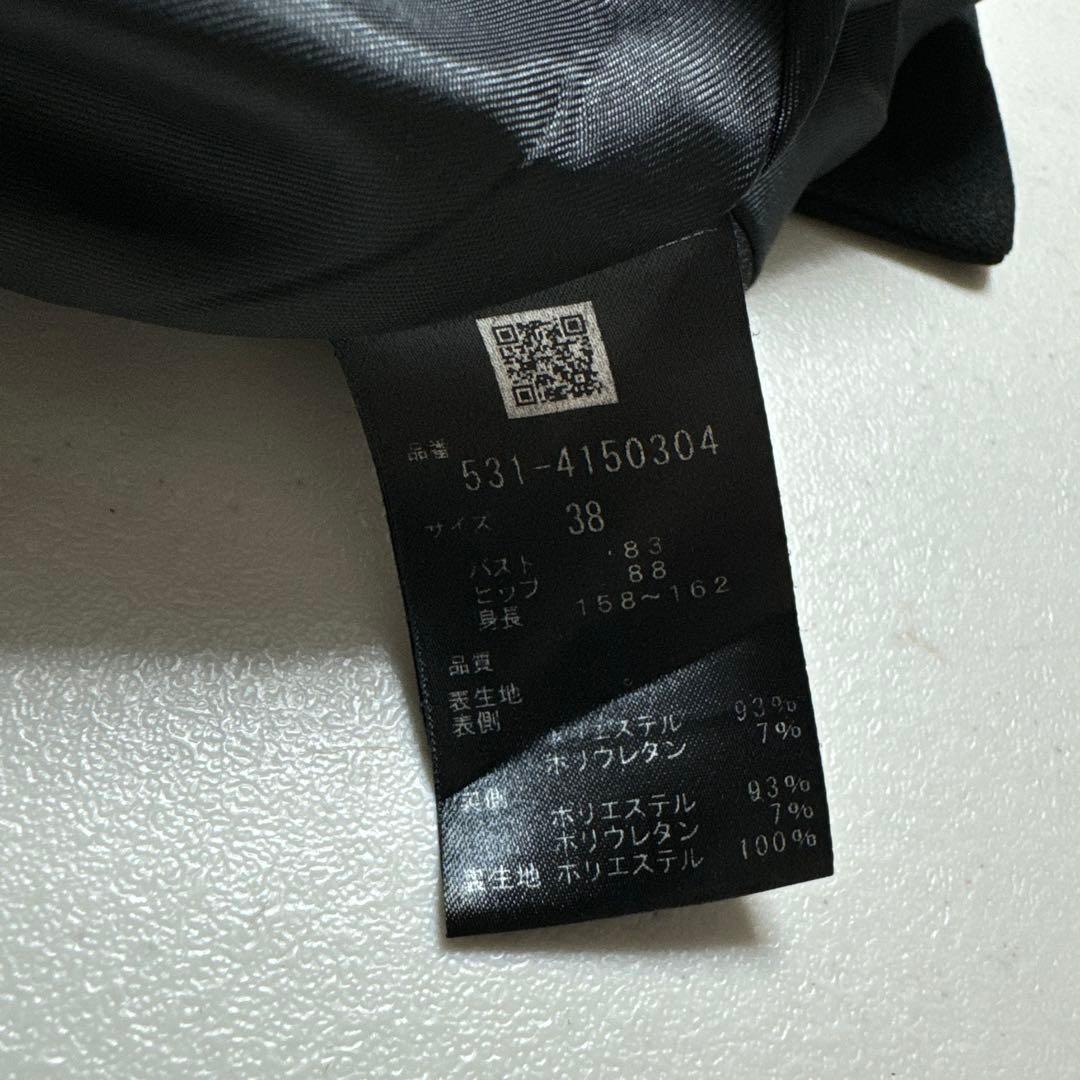 品番 531-4150304
サイズ 38
バスト 83
ヒップ 88
身長 158～162
品質
表生地
表側
ポリエステル 93%
ポリウレタン 7%
裏側
ポリエステル 93%
ポリウレタン 7%
裏生地 ポリエステル 100%